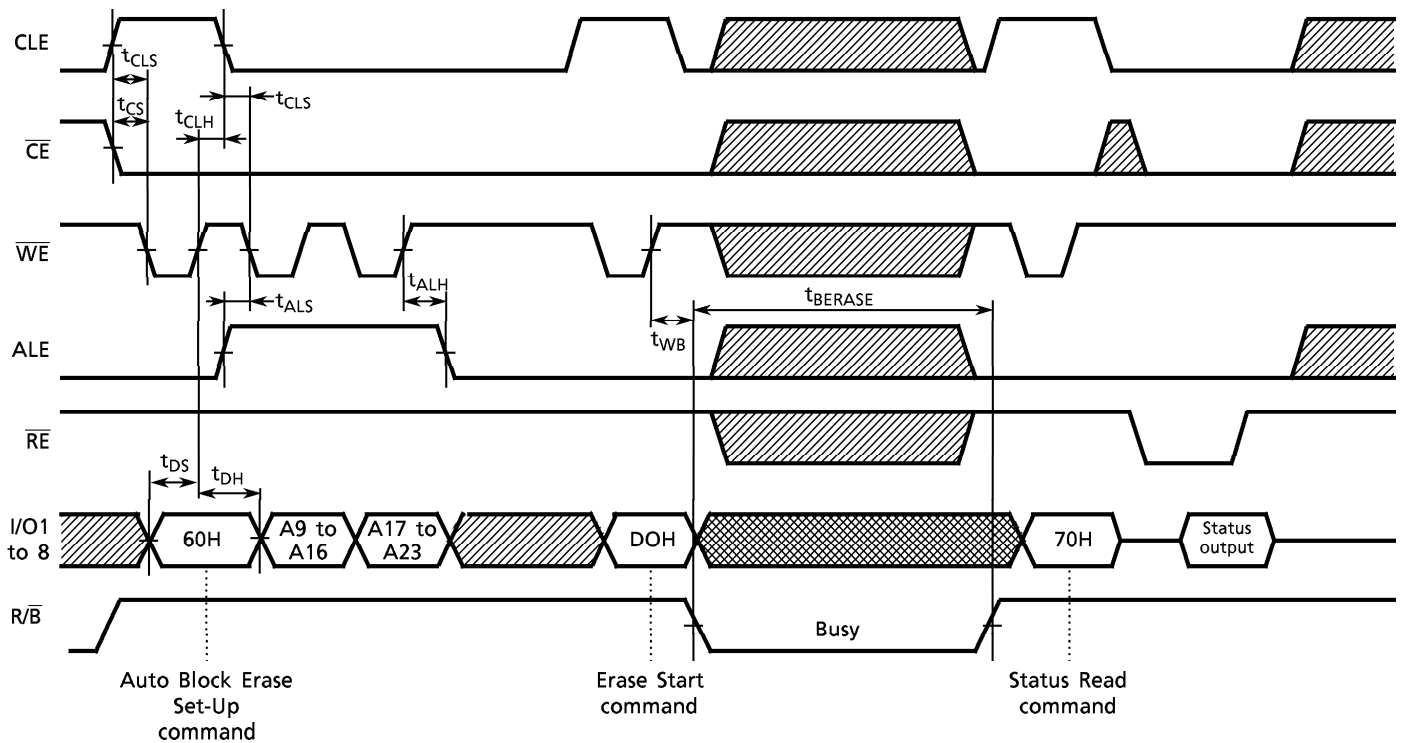 CLE
tCLS
tCS
tCLH
tCLS
CE
WE
tALS
tALH
tBERASE
tWB
ALE
RE
tDS
tDH
I/O1
to 8
60H
A9 to
A16
A17 to
A23
DOH
70H
Status
output
R/B
Busy
Auto Block Erase
Set-Up
command
Erase Start
command
Status Read
command